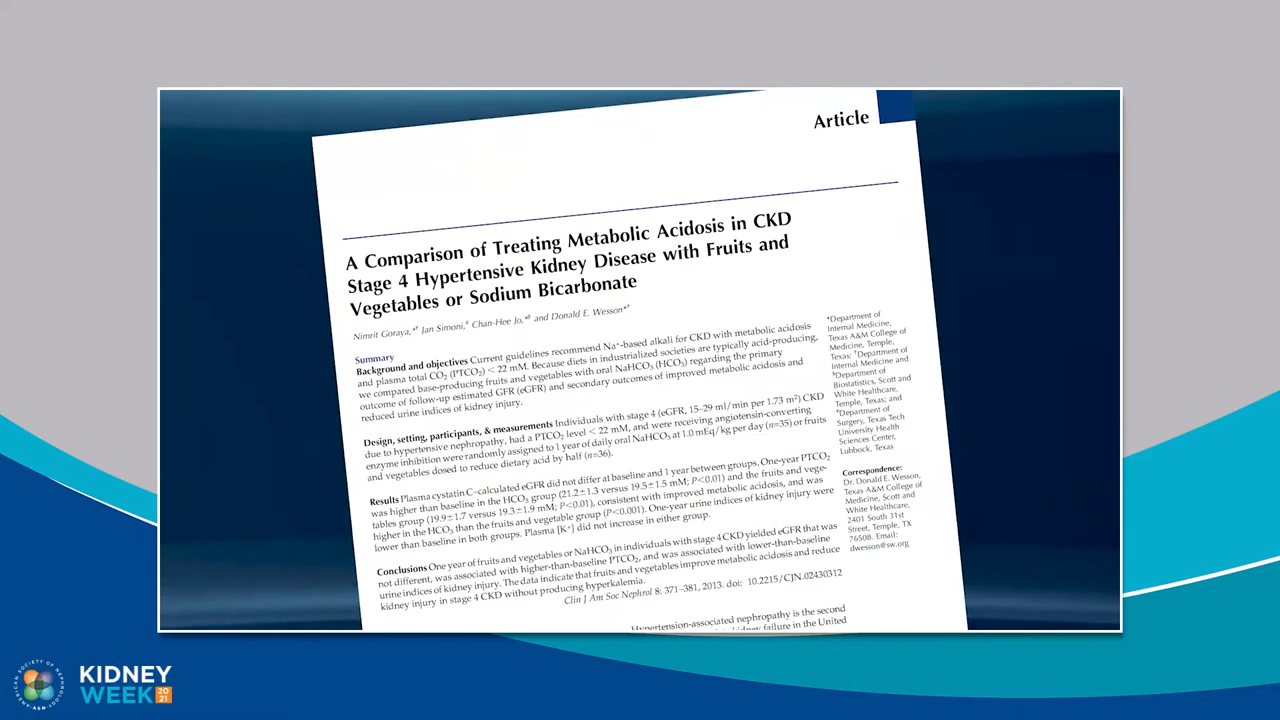 Article
A Comparison of Treating Metabolic Acidosis in CKD
Stage 4 Hypertensive Kidney Disease with Fruits and
Vegetables or Sodium Bicarbonate
Nimrit Goraya,*† Jan Simoni,‡ Chan-Hee Jo,*§ and Donald E. Wesson*†
Summary
Background and objectives Current guidelines recommend Na⁺-based alkali for CKD with metabolic acidosis
and plasma total CO₂ (PTCO₂) < 22 mM. Because diets in industrialized societies are typically acid-producing,
we compared base-producing fruits and vegetables with oral NaHCO₃ (HCO₃) regarding the primary
outcome of follow-up estimated GFR (eGFR) and secondary outcomes of improved metabolic acidosis and
reduced urine indices of kidney injury.
Design, setting, participants, & measurements Individuals with stage 4 (eGFR, 15–29 ml/min per 1.73 m²) CKD
due to hypertensive nephropathy, had a PTCO₂ level < 22 mM, and were receiving angiotensin-converting
enzyme inhibition were randomly assigned to 1 year of daily oral NaHCO₃ at 1.0 mEq/kg per day (n=35) or fruits
and vegetables dosed to reduce dietary acid by half (n=36).
Results Plasma cystatin C–calculated eGFR did not differ at baseline and 1 year between groups. One-year PTCO₂
was higher than baseline in the HCO₃ group (21.2±1.3 versus 19.5±1.5 mM; P<0.01) and the fruits and vege-
tables group (19.9±1.7 versus 19.3±1.9 mM; P<0.01), consistent with improved metabolic acidosis, and was
higher in the HCO₃ than the fruits and vegetable group (P<0.001). One-year urine indices of kidney injury were
lower than baseline in both groups. Plasma [K⁺] did not increase in either group.
Conclusions One year of fruits and vegetables or NaHCO₃ in individuals with stage 4 CKD yielded eGFR that was
not different, was associated with higher-than-baseline PTCO₂, and was associated with lower-than-baseline
urine indices of kidney injury. The data indicate that fruits and vegetables improve metabolic acidosis and reduce
kidney injury in stage 4 CKD without producing hyperkalemia.
Clin J Am Soc Nephrol 8: 371–381, 2013. doi: 10.2215/CJN.02430312
Hypertension-associated nephropathy is the second
kidney failure in the United
*Department of
Internal Medicine,
Texas A&M College of
Medicine, Temple,
Texas; †Department of
Internal Medicine and
§Department of
Biostatistics, Scott and
White Healthcare,
Temple, Texas; and
‡Department of
Surgery, Texas Tech
University Health
Sciences Center,
Lubbock, Texas
Correspondence:
Dr. Donald E. Wesson,
Texas A&M College of
Medicine, Scott and
White Healthcare,
2401 South 31st
Street, Temple, TX
76508. Email:
dwesson@sw.org
AMERICAN SOCIETY OF NEPHROLOGY
ASN
KIDNEY
WEEK 2021